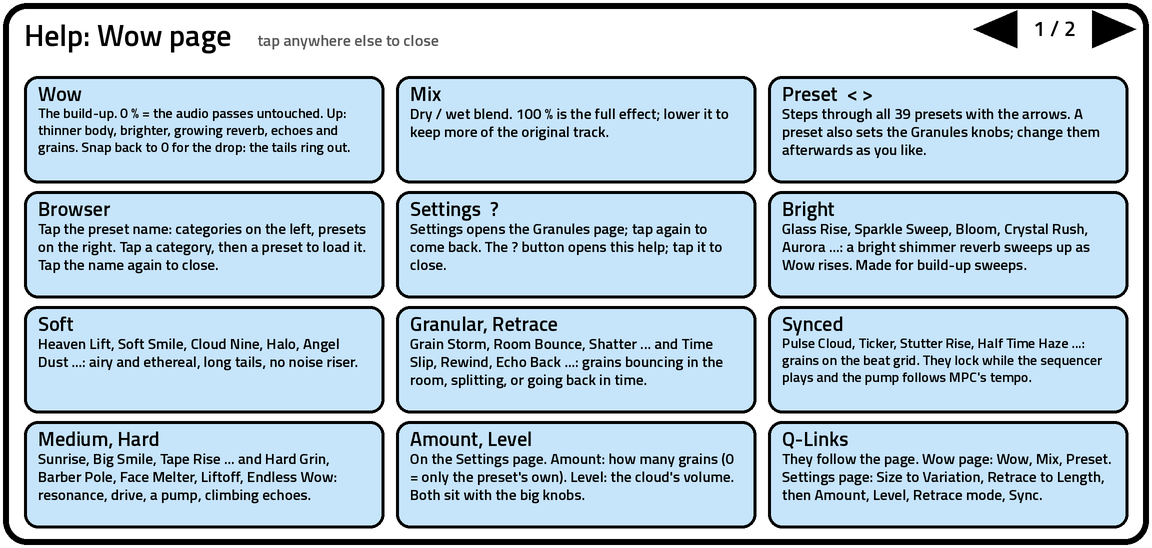 Help: Wow page
tap anywhere else to close
1 / 2
Wow
The build-up. 0 % = the audio passes untouched. Up:
thinner body, brighter, growing reverb, echoes and
grains. Snap back to 0 for the drop: the tails ring out.
Mix
Dry / wet blend. 100 % is the full effect; lower it to
keep more of the original track.
Preset < >
Steps through all 39 presets with the arrows. A
preset also sets the Granules knobs; change them
afterwards as you like.
Browser
Tap the preset name: categories on the left, presets
on the right. Tap a category, then a preset to load it.
Tap the name again to close.
Settings ?
Settings opens the Granules page; tap again to
come back. The ? button opens this help; tap it to
close.
Bright
Glass Rise, Sparkle Sweep, Bloom, Crystal Rush,
Aurora ...: a bright shimmer reverb sweeps up as
Wow rises. Made for build-up sweeps.
Soft
Heaven Lift, Soft Smile, Cloud Nine, Halo, Angel
Dust ...: airy and ethereal, long tails, no noise riser.
Granular, Retrace
Grain Storm, Room Bounce, Shatter ... and Time
Slip, Rewind, Echo Back ...: grains bouncing in the
room, splitting, or going back in time.
Synced
Pulse Cloud, Ticker, Stutter Rise, Half Time Haze ...:
grains on the beat grid. They lock while the sequencer
plays and the pump follows MPC's tempo.
Medium, Hard
Sunrise, Big Smile, Tape Rise ... and Hard Grin,
Barber Pole, Face Melter, Liftoff, Endless Wow:
resonance, drive, a pump, climbing echoes.
Amount, Level
On the Settings page. Amount: how many grains (0
= only the preset's own). Level: the cloud's volume.
Both sit with the big knobs.
Q-Links
They follow the page. Wow page: Wow, Mix, Preset.
Settings page: Size to Variation, Retrace to Length,
then Amount, Level, Retrace mode, Sync.